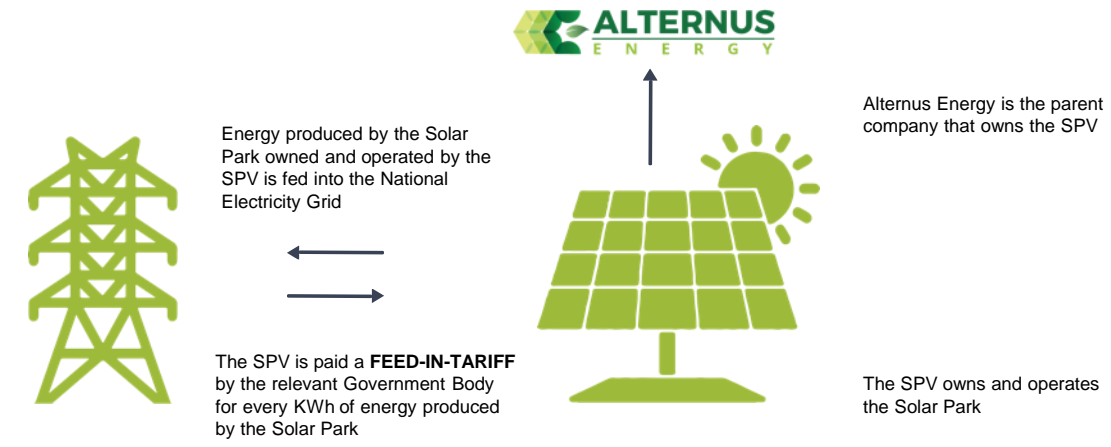 ALTERNUS
ENERGY
Alternus Energy is the parent
company that owns the SPV
Energy produced by the Solar
Park owned and operated by the
SPV is fed into the National
Electricity Grid
The SPV is paid a FEED-IN-TARIFF
by the relevant Government Body
for every KWh of energy produced
by the Solar Park
The SPV owns and operates
the Solar Park